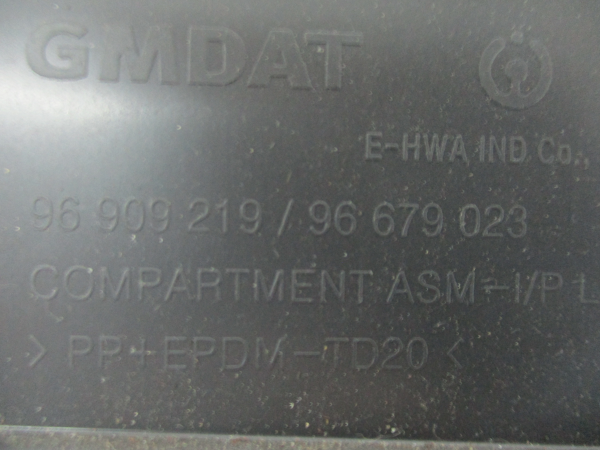 GMDAT
E-HWA IND Co.,
96 909 219 / 96 679 023
COMPARTMENT ASM-I/P L
> PP+EPDM-TD20 <